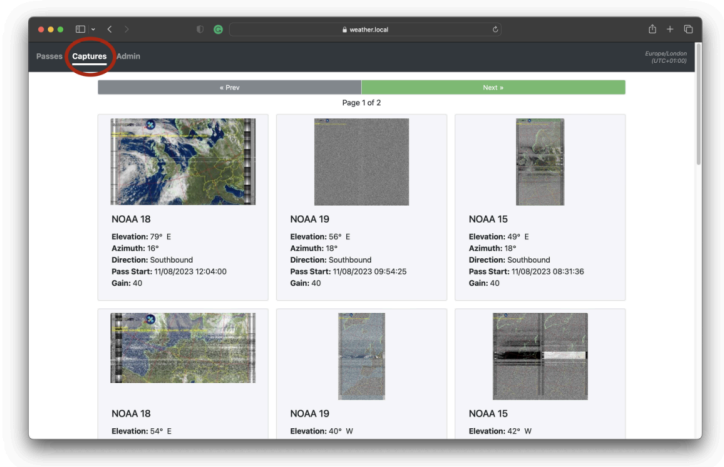 weather.local
Passes Captures Admin
Europe/London
(UTC+01:00)
« Prev
Next »
Page 1 of 2
NOAA 18
Elevation: 79° E
Azimuth: 16°
Direction: Southbound
Pass Start: 11/08/2023 12:04:00
Gain: 40
NOAA 19
Elevation: 56° E
Azimuth: 18°
Direction: Southbound
Pass Start: 11/08/2023 09:54:25
Gain: 40
NOAA 15
Elevation: 49° E
Azimuth: 18°
Direction: Southbound
Pass Start: 11/08/2023 08:31:36
Gain: 40
NOAA 18
Elevation: 54° E
NOAA 19
Elevation: 40° W
NOAA 15
Elevation: 42° W